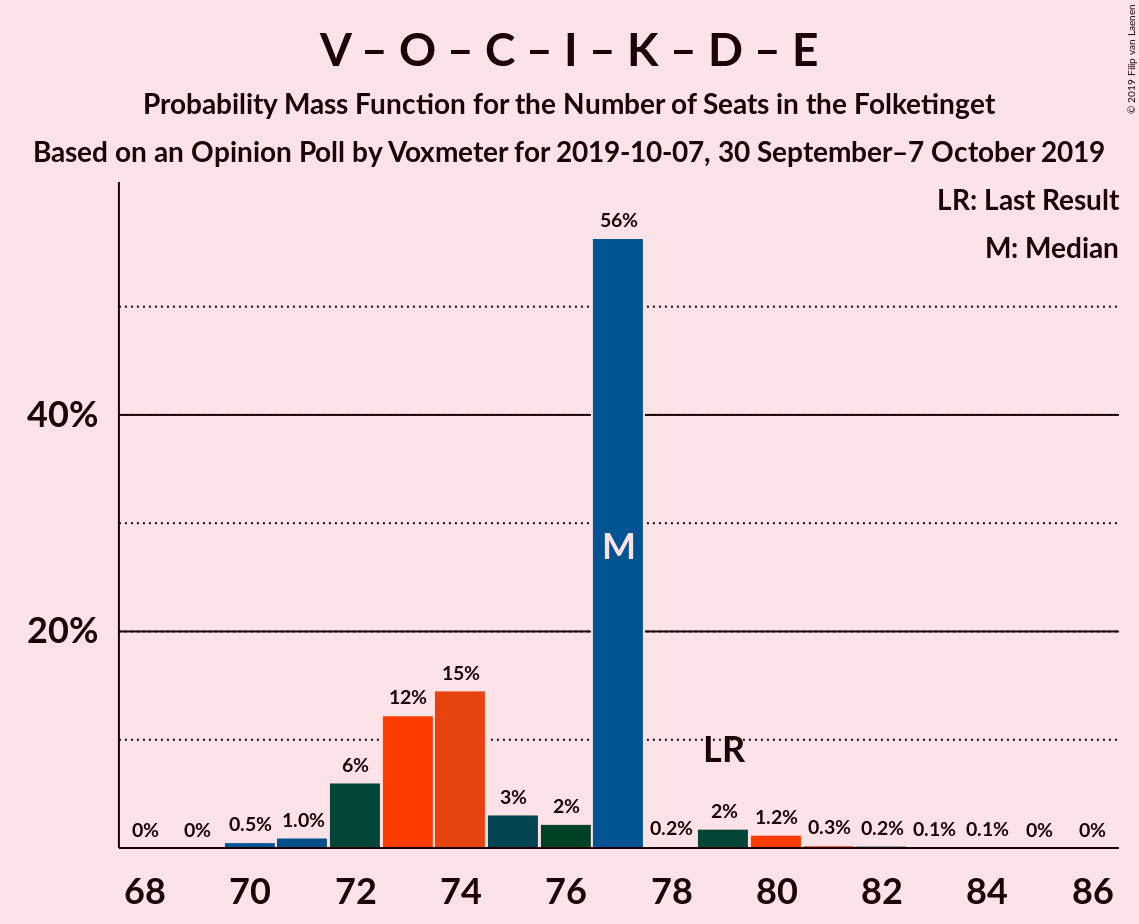 V – O – C – I – K – D – E
Probability Mass Function for the Number of Seats in the Folketinget
Based on an Opinion Poll by Voxmeter for 2019-10-07, 30 September–7 October 2019
© 2019 Filip van Laenen
LR: Last Result
M: Median
40%
20%
0%
0%
0.5%
1.0%
6%
12%
15%
3%
2%
56%
M
0.2%
LR
2%
1.2%
0.3%
0.2%
0.1%
0.1%
0%
0%
68 70 72 74 76 78 80 82 84 86